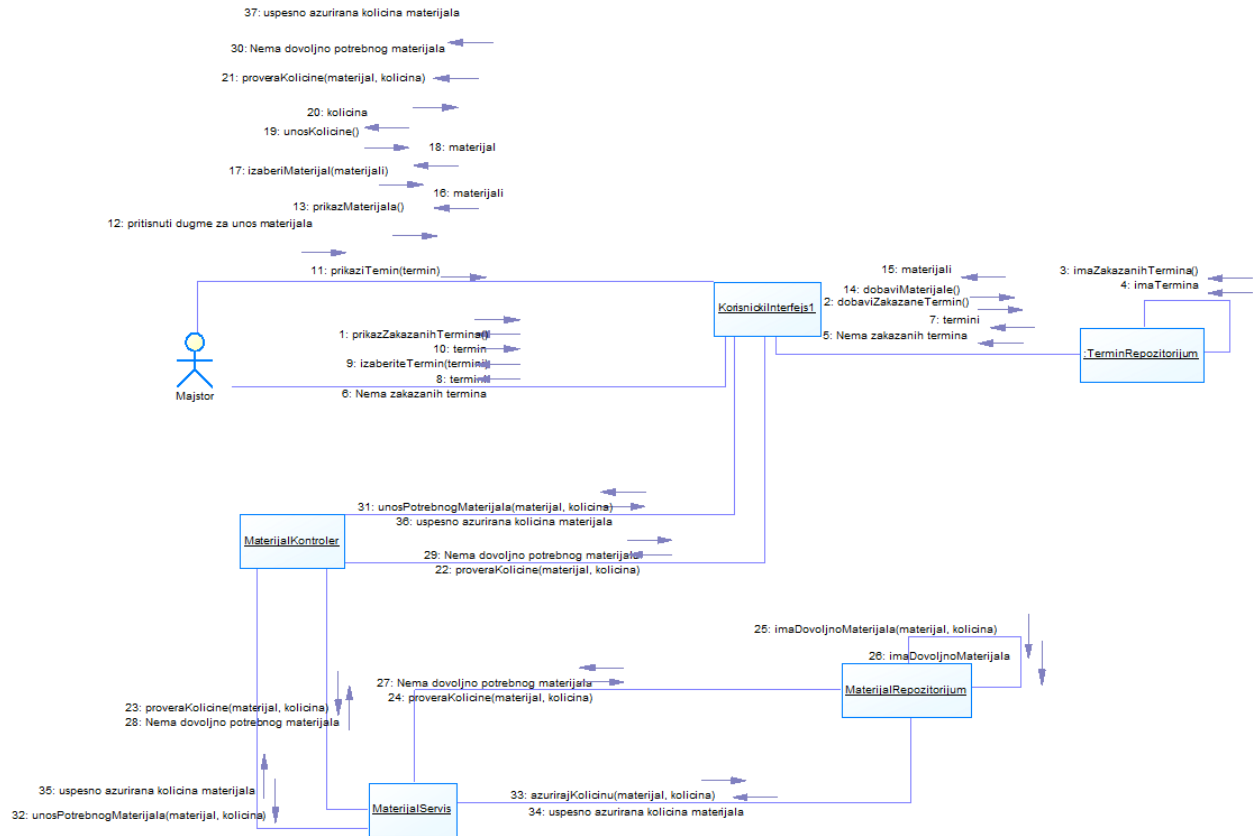 37: uspesno azurirana kolicina materijala
30: Nema dovoljno potrebnog materijala
21: proveraKolicine(materijal, kolicina)
20: kolicina
19: unosKolicine()
18: materijal
17: izaberiMaterijal(materijali)
16: materijali
13: prikazMaterijala()
12: pritisnuti dugme za unos materijala
11: prikaziTemin(termin)
15: materijali
3: imaZakazanihTermina()
4: imaTermina
14: dobaviMaterijale()
2: dobaviZakazaneTermin()
7: termini
5: Nema zakazanih termina
KorisnickiInterfejs1
:TerminRepozitorijum
1: prikazZakazanihTermina()
10: termin
9: izaberiteTermin(termini)
8: termini
6: Nema zakazanih termina
Majstor
31: unosPotrebnogMaterijala(materijal, kolicina)
36: uspesno azurirana kolicina materijala
MaterijalKontroler
29: Nema dovoljno potrebnog materijala
22: proveraKolicine(materijal, kolicina)
25: imaDovoljnoMaterijala(materijal, kolicina)
26: imaDovoljnoMaterijala
27: Nema dovoljno potrebnog materijala
24: proveraKolicine(materijal, kolicina)
MaterijalRepozitorijum
23: proveraKolicine(materijal, kolicina)
28: Nema dovoljno potrebnog materijala
35: uspesno azurirana kolicina materijala
32: unosPotrebnogMaterijala(materijal, kolicina)
MaterijalServis
33: azurirajKolicinu(materijal, kolicina)
34: uspesno azurirana kolicina materijala